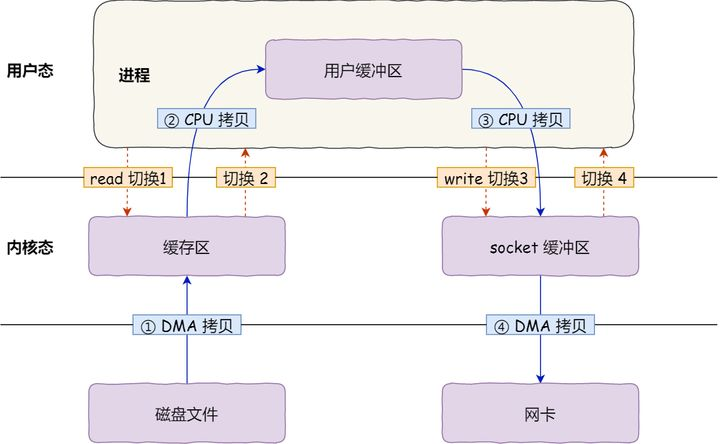 用户态
进程
用户缓冲区
② CPU 拷贝
③ CPU 拷贝
read 切换1
切换 2
write 切换3
切换 4
内核态
缓存区
socket 缓冲区
① DMA 拷贝
④ DMA 拷贝
磁盘文件
网卡